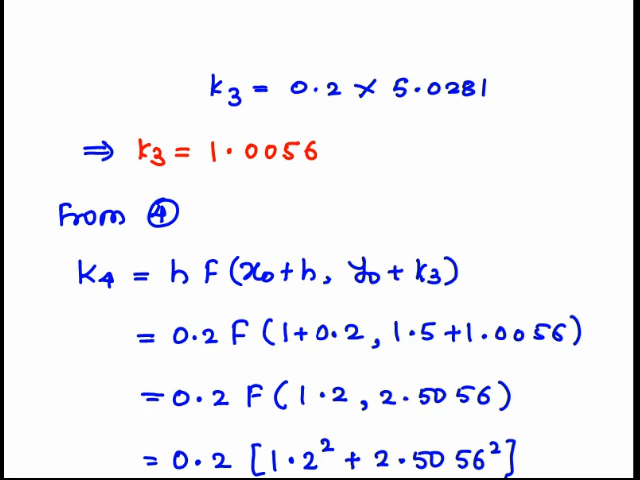 k₃ = 0.2 × 5.0281
⇒ k₃ = 1.0056
From ④
K₄ = h F (x₀ + h, y₀ + k₃)
= 0.2 F (1+0.2, 1.5+1.0056)
= 0.2 F (1.2, 2.5056)
= 0.2 [1.2² + 2.5056²]